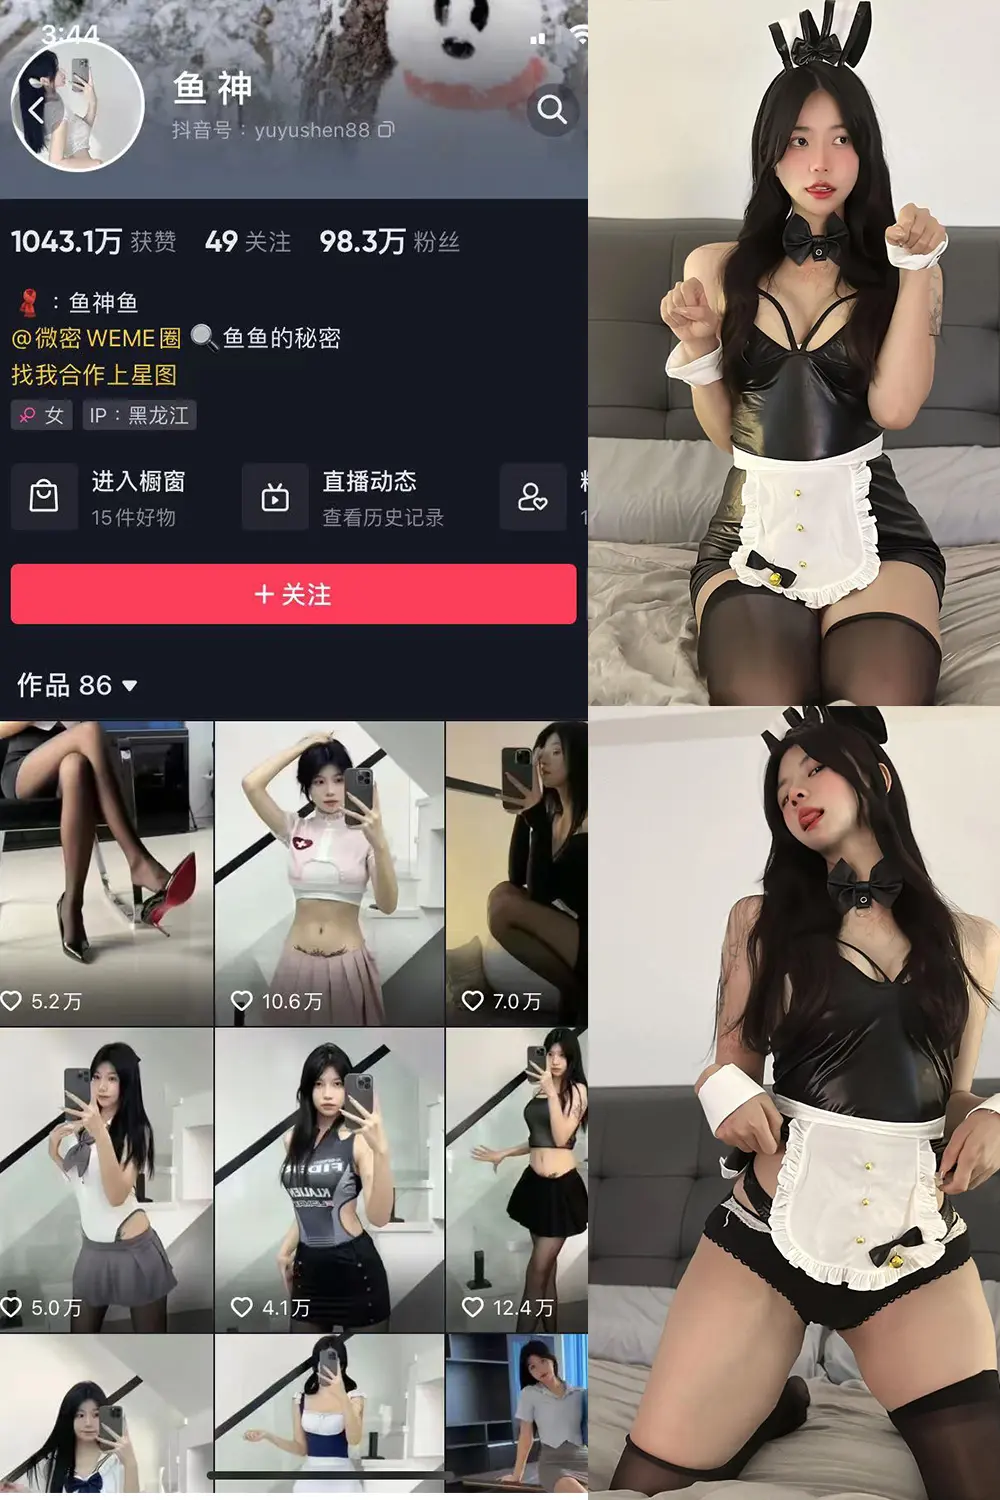 3:44
鱼神
抖音号：yuyushen88
1043.1万 获赞 49 关注 98.3万 粉丝
：鱼神鱼
@微密WEME圈 鱼鱼的秘密
找我合作上星图
女 IP：黑龙江
进入橱窗
15件好物
直播动态
查看历史记录
+ 关注
作品 86
5.2万
10.6万
7.0万
5.0万
4.1万
12.4万